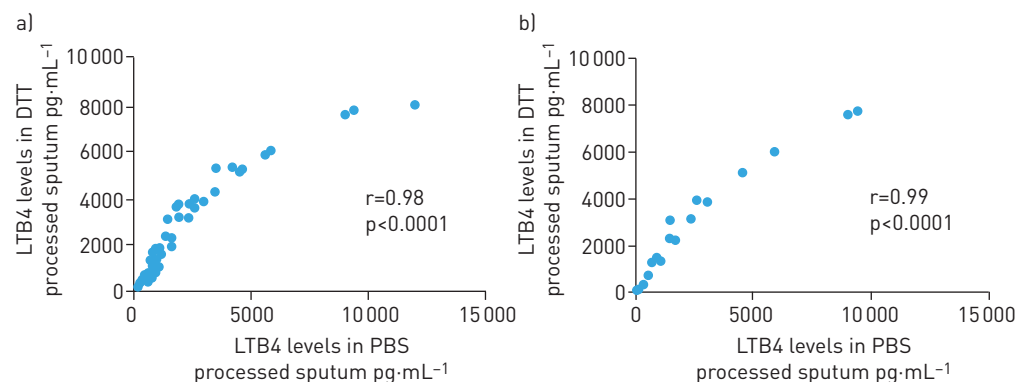 a)
LTB4 levels in DTT
processed sputum pg·mL⁻¹
10 000
8000
6000
4000
2000
0
r=0.98
p<0.0001
0
5000
10 000
15 000
LTB4 levels in PBS
processed sputum pg·mL⁻¹
b)
LTB4 levels in DTT
processed sputum pg·mL⁻¹
10 000
8000
6000
4000
2000
0
r=0.99
p<0.0001
0
5000
10 000
15 000
LTB4 levels in PBS
processed sputum pg·mL⁻¹